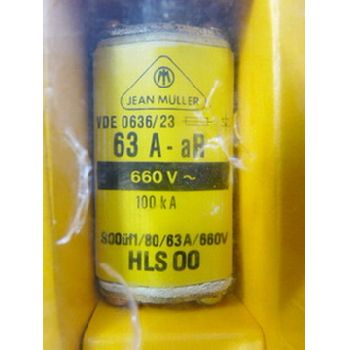 JEAN MÜLLER
VDE 0636/23
63 A - aR
660 V ~
100 kA
S00üf1/80/63A/660V
HLS 00